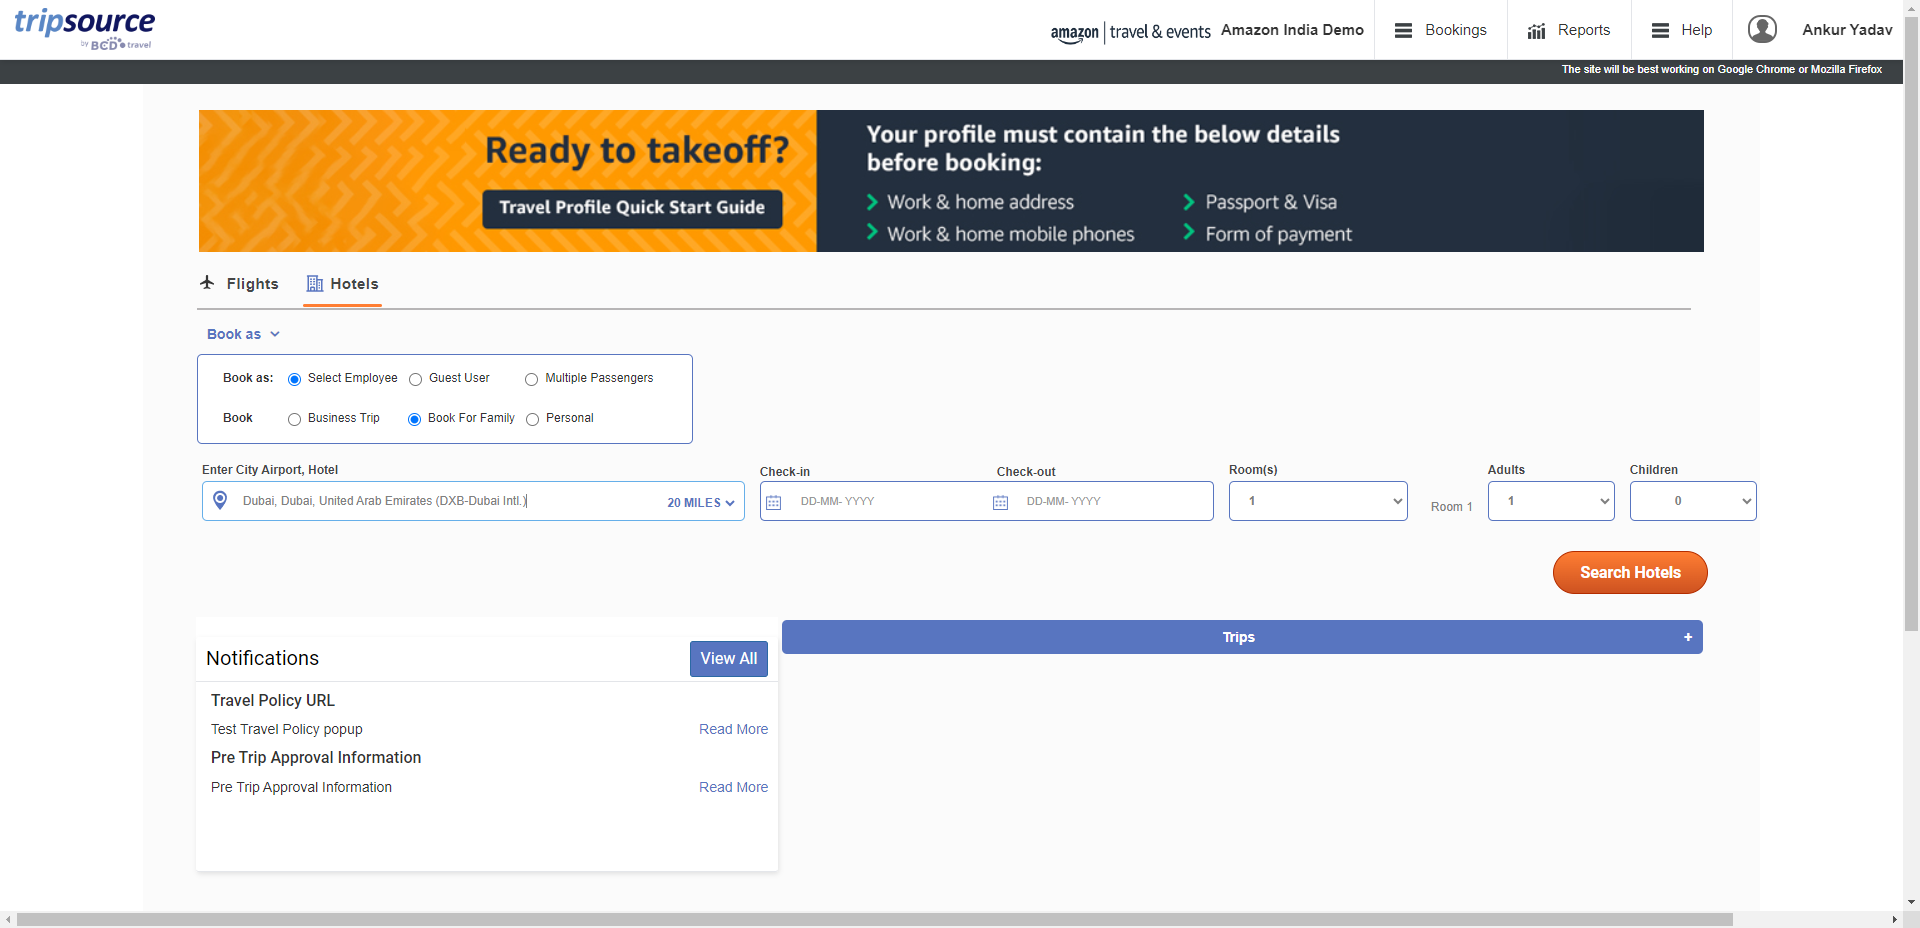 tripsource
by BCD travel
amazon | travel & events Amazon India Demo Bookings Reports Help Ankur Yadav
The site will be best working on Google Chrome or Mozilla Firefox
Ready to takeoff?
Travel Profile Quick Start Guide
Your profile must contain the below details
before booking:
Work & home address
Passport & Visa
Work & home mobile phones
Form of payment
Flights Hotels
Book as
Book as: Select Employee Guest User Multiple Passengers
Book Business Trip Book For Family Personal
Enter City Airport, Hotel Check-in Check-out Room(s) Adults Children
Dubai, Dubai, United Arab Emirates (DXB-Dubai Intl.) 20 MILES DD-MM- YYYY DD-MM- YYYY 1 Room 1 1 0
Search Hotels
Notifications View All
Trips +
Travel Policy URL
Test Travel Policy popup Read More
Pre Trip Approval Information
Pre Trip Approval Information Read More